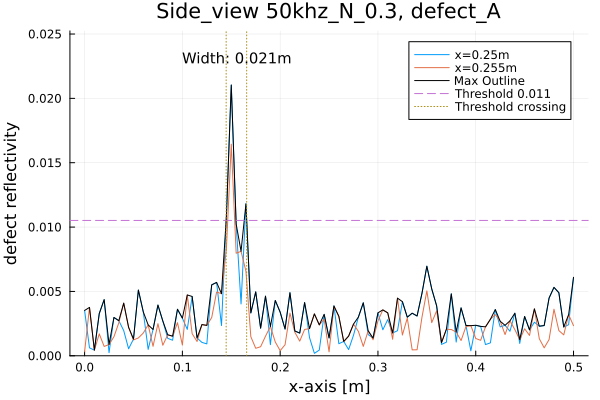 Side_view 50khz_N_0.3, defect_A
0.025
0.020
0.015
0.010
0.005
0.000
defect reflectivity
Width: 0.021m
x=0.25m
x=0.255m
Max Outline
Threshold 0.011
Threshold crossing
0.0 0.1 0.2 0.3 0.4 0.5
x-axis [m]